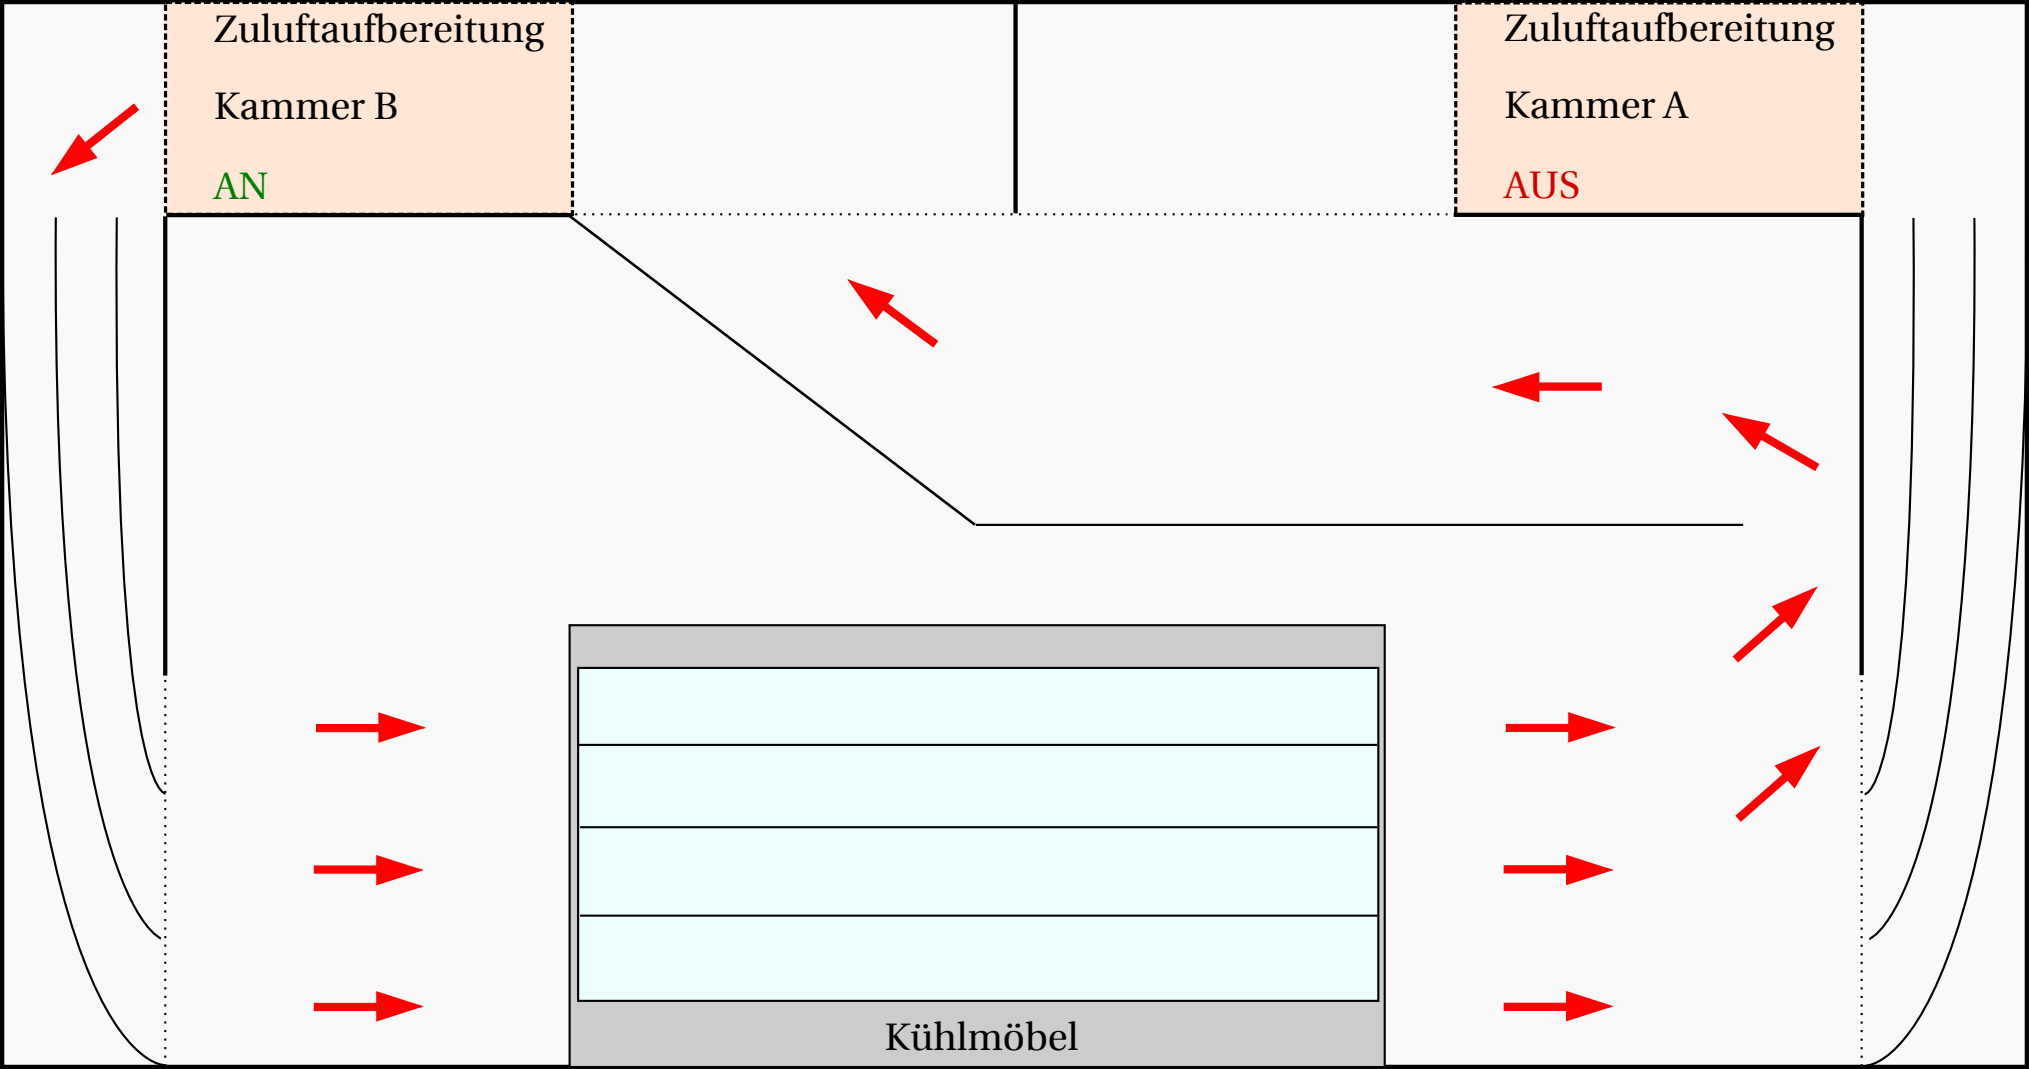 Zuluftaufbereitung
Kammer B
AN
Zuluftaufbereitung
Kammer A
AUS
Kühlmöbel